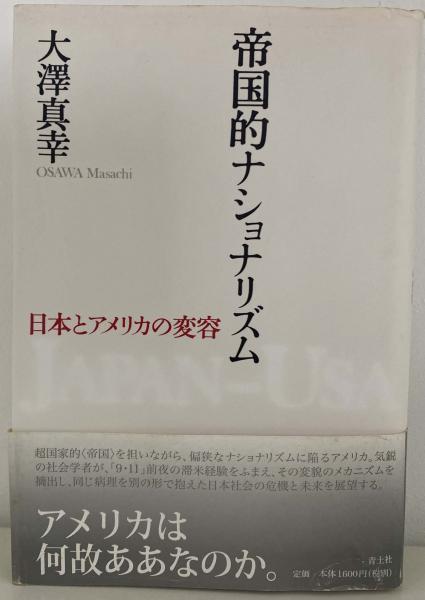 帝国的ナショナリズム
大澤真幸
OSAWA Masachi
日本とアメリカの変容
JAPAN-USA
超国家的〈帝国〉を担いながら、偏狭なナショナリズムに陥るアメリカ。気鋭
の社会学者が、「9・11」前夜の滞米経験をふまえ、その変貌のメカニズムを
摘出し、同じ病理を別の形で抱えた日本社会の危機と未来を展望する。
アメリカは
何故ああなのか。
青土社
定価 本体1600円(税別)